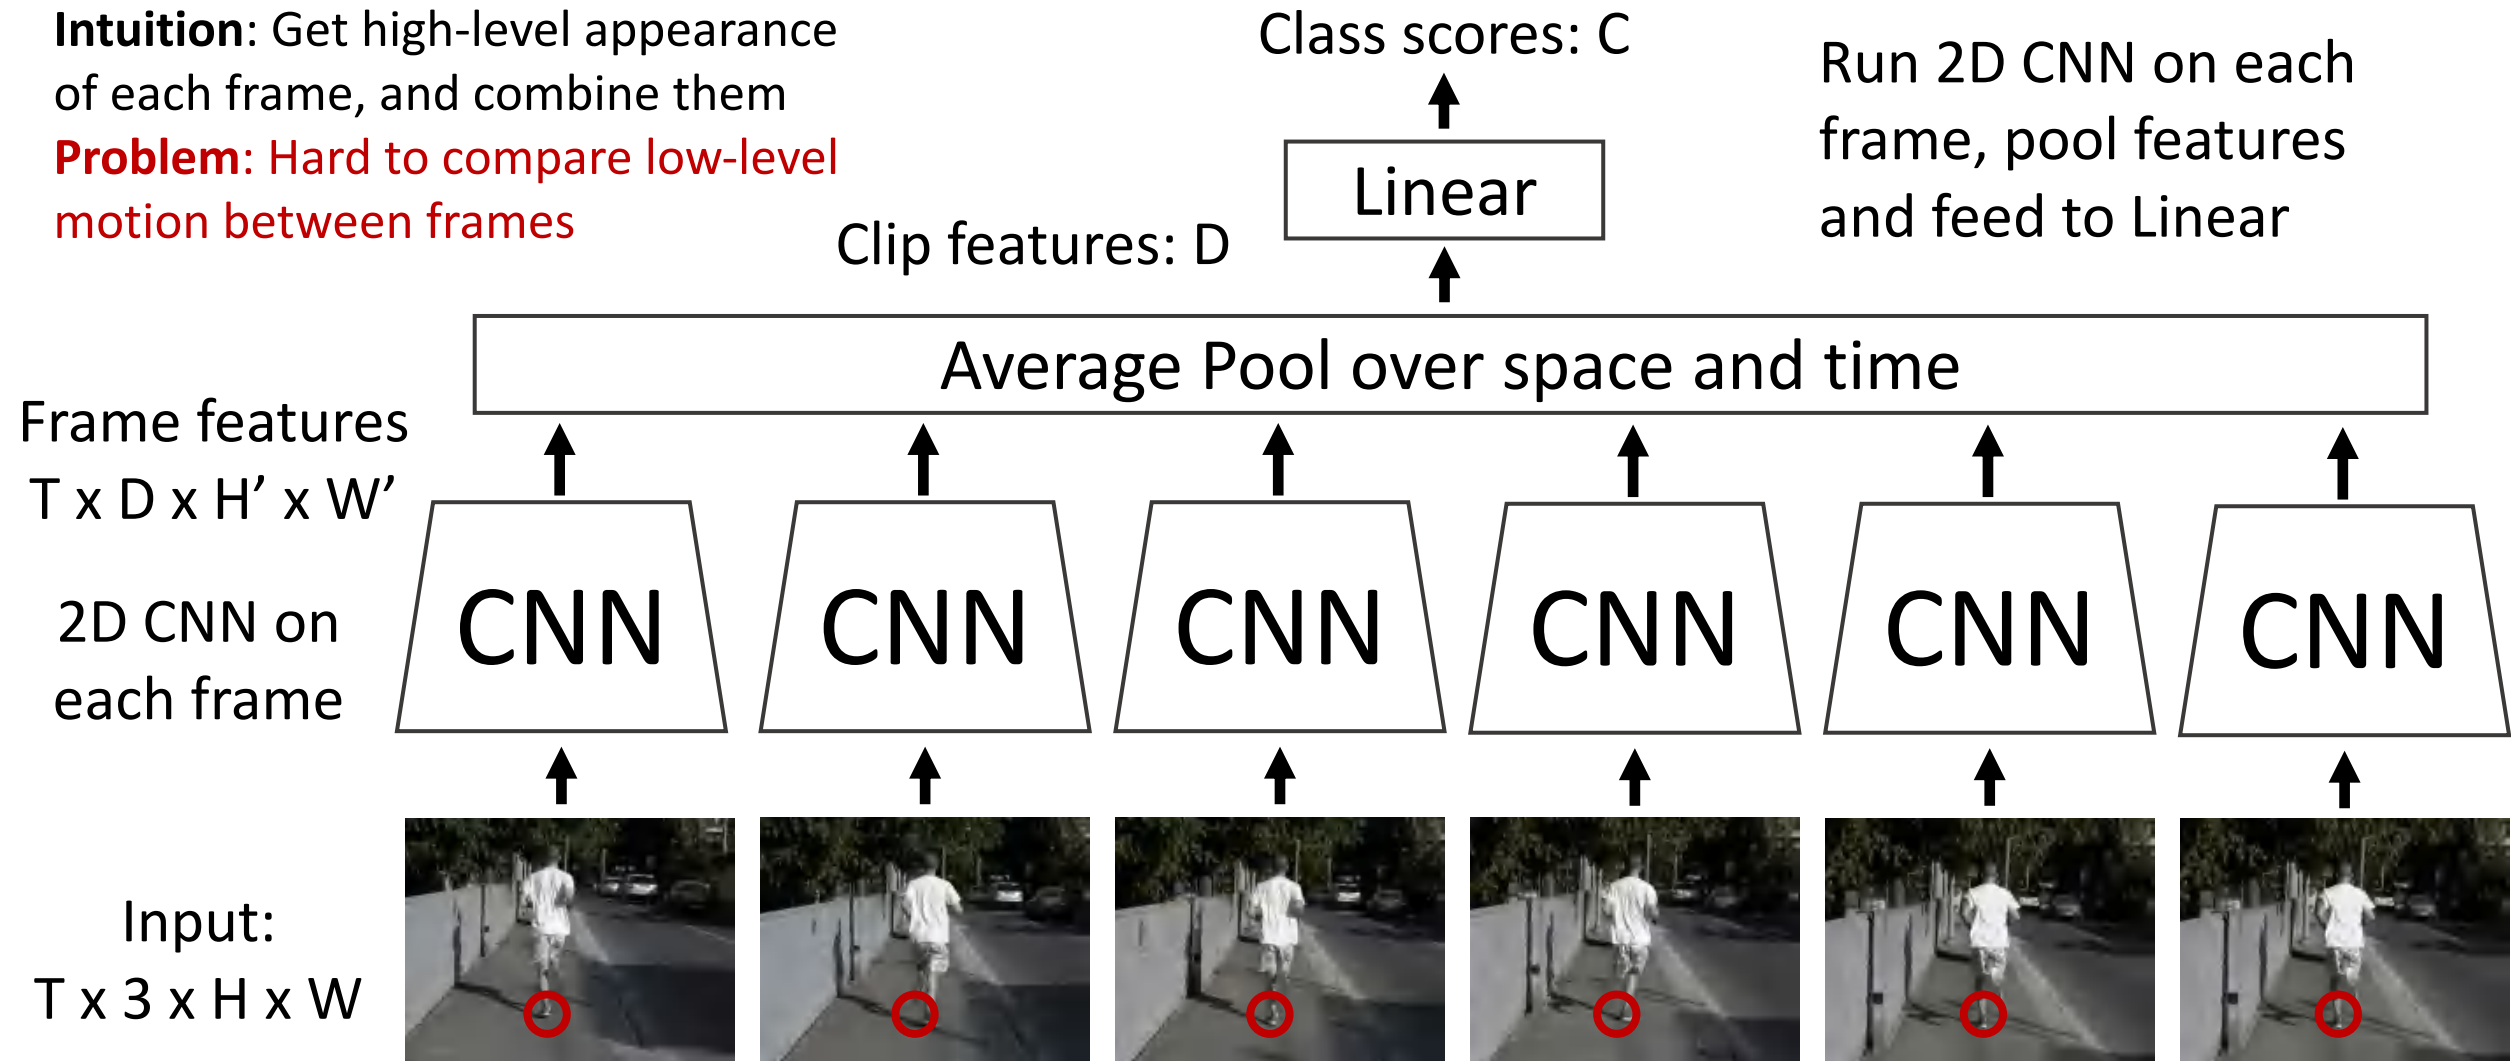 Intuition: Get high-level appearance
of each frame, and combine them
Problem: Hard to compare low-level
motion between frames
Class scores: C
Run 2D CNN on each
frame, pool features
and feed to Linear
Linear
Clip features: D
Average Pool over space and time
Frame features
T x D x H’ x W’
CNN
CNN
CNN
CNN
CNN
CNN
2D CNN on
each frame
Input:
T x 3 x H x W